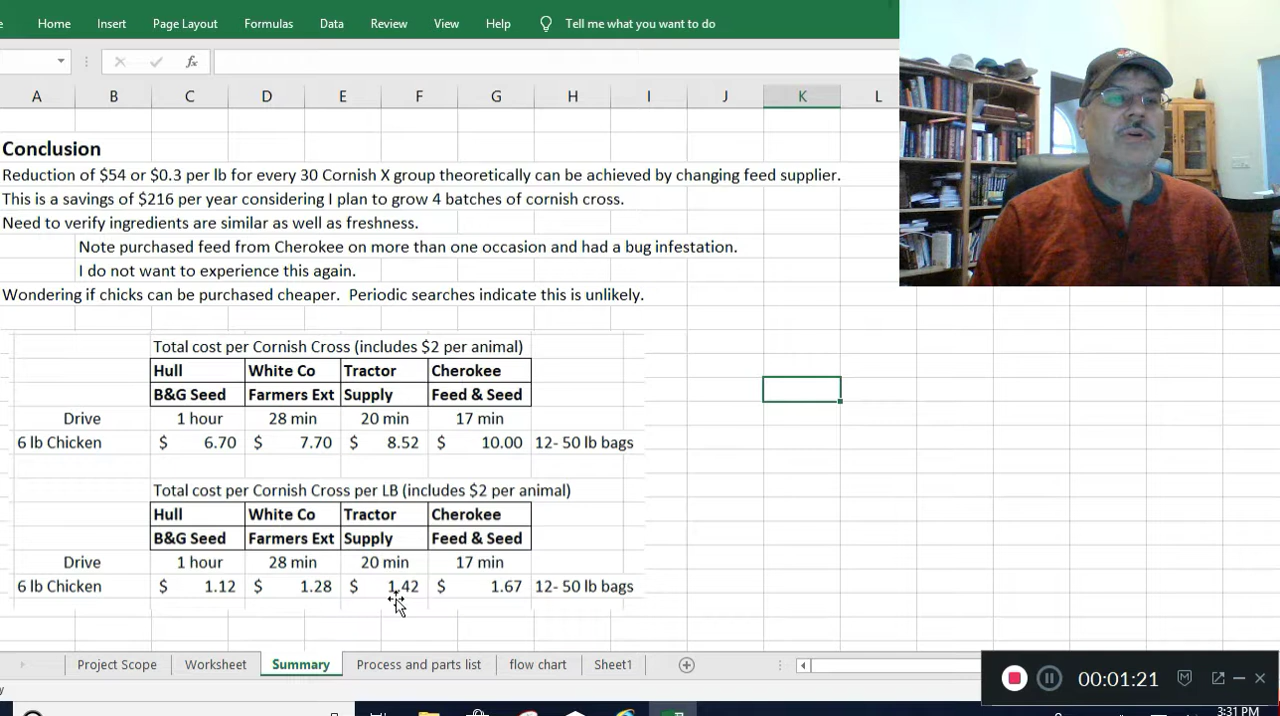 Home Insert Page Layout Formulas Data Review View Help Tell me what you want to do
fx
A B C D E F G H I J K L
Conclusion
Reduction of $54 or $0.3 per lb for every 30 Cornish X group theoretically can be achieved by changing feed supplier.
This is a savings of $216 per year considering I plan to grow 4 batches of cornish cross.
Need to verify ingredients are similar as well as freshness.
Note purchased feed from Cherokee on more than one occasion and had a bug infestation.
I do not want to experience this again.
Wondering if chicks can be purchased cheaper. Periodic searches indicate this is unlikely.
Total cost per Cornish Cross (includes $2 per animal)
Hull White Co Tractor Cherokee
B&G Seed Farmers Ext Supply Feed & Seed
Drive 1 hour 28 min 20 min 17 min
6 lb Chicken $ 6.70 $ 7.70 $ 8.52 $ 10.00 12- 50 lb bags
Total cost per Cornish Cross per LB (includes $2 per animal)
Hull White Co Tractor Cherokee
B&G Seed Farmers Ext Supply Feed & Seed
Drive 1 hour 28 min 20 min 17 min
6 lb Chicken $ 1.12 $ 1.28 $ 1.42 $ 1.67 12- 50 lb bags
Project Scope Worksheet Summary Process and parts list flow chart Sheet1
00:01:21
3:31 PM